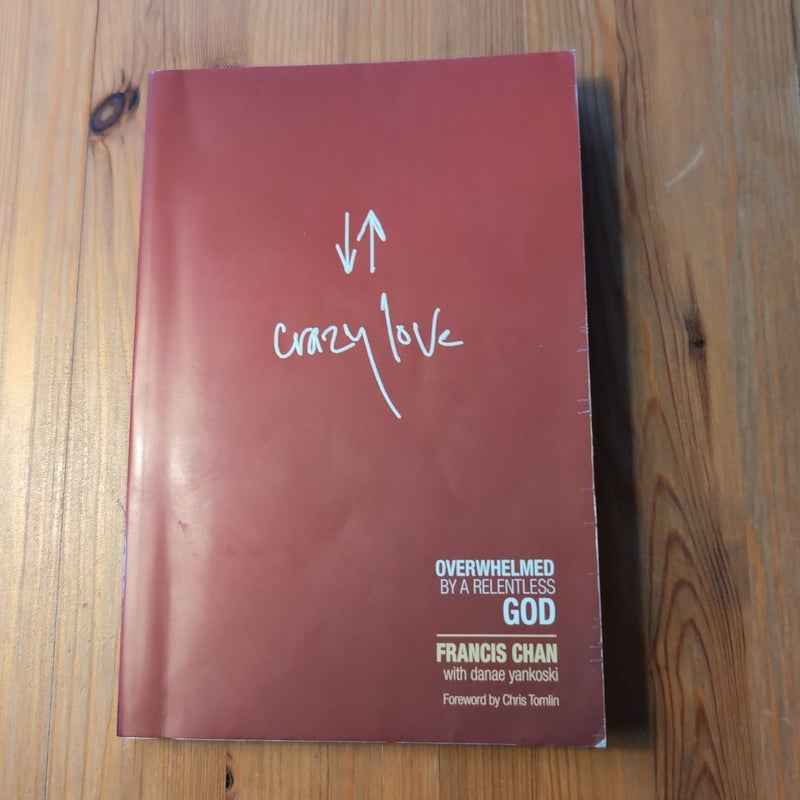 crazy love
OVERWHELMED
BY A RELENTLESS
GOD
FRANCIS CHAN
with danae yankoski
Foreword by Chris Tomlin